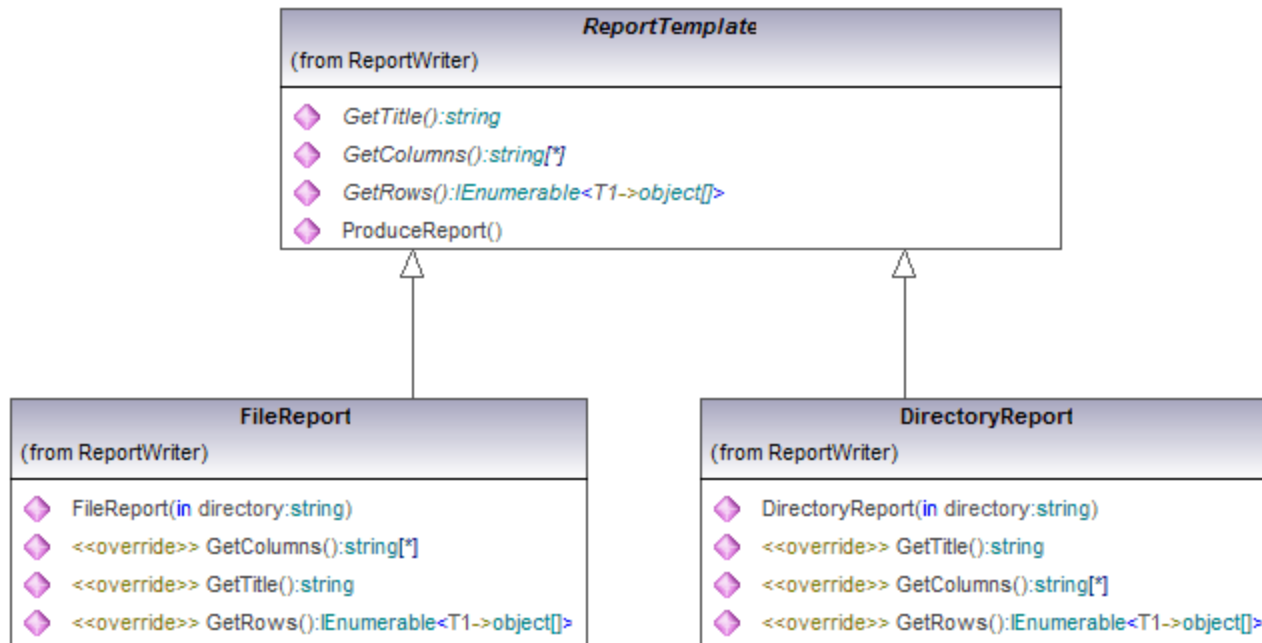 ReportTemplate
(from ReportWriter)
GetTitle():string
GetColumns():string[*]
GetRows():IEnumerable<T1->object[]>
ProduceReport()
FileReport
(from ReportWriter)
FileReport(in directory:string)
<<override>> GetColumns():string[*]
<<override>> GetTitle():string
<<override>> GetRows():IEnumerable<T1->object[]>
DirectoryReport
(from ReportWriter)
DirectoryReport(in directory:string)
<<override>> GetTitle():string
<<override>> GetColumns():string[*]
<<override>> GetRows():IEnumerable<T1->object[]>